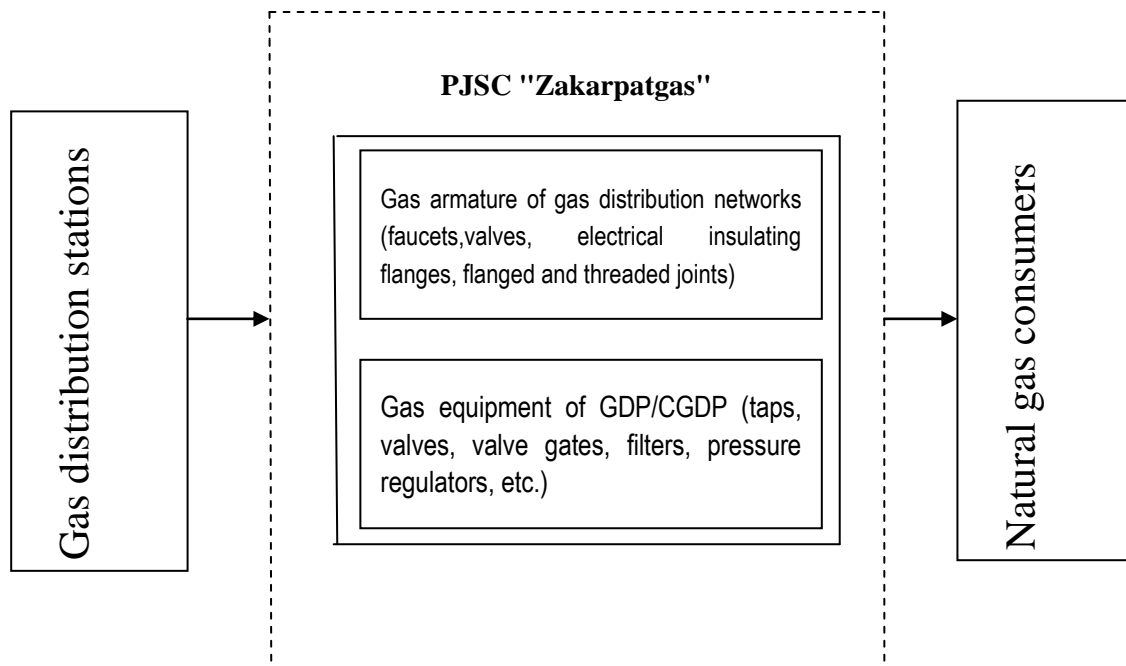 PJSC "Zakarpatgas"
Gas distribution stations
Gas armature of gas distribution networks
(faucets,valves, electrical insulating
flanges, flanged and threaded joints)
Gas equipment of GDP/CGDP (taps,
valves, valve gates, filters, pressure
regulators, etc.)
Natural gas consumers